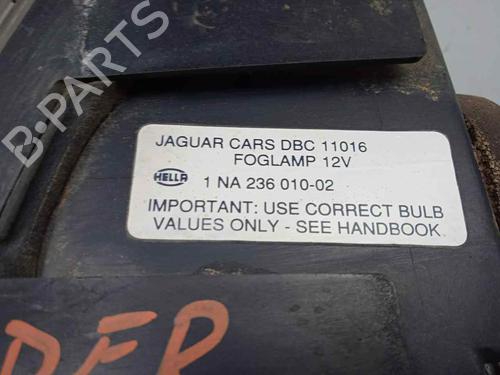 JAGUAR CARS DBC 11016
FOGLAMP 12V
HELLA 1 NA 236 010-02
IMPORTANT: USE CORRECT BULB
VALUES ONLY - SEE HANDBOOK
B-PARTS